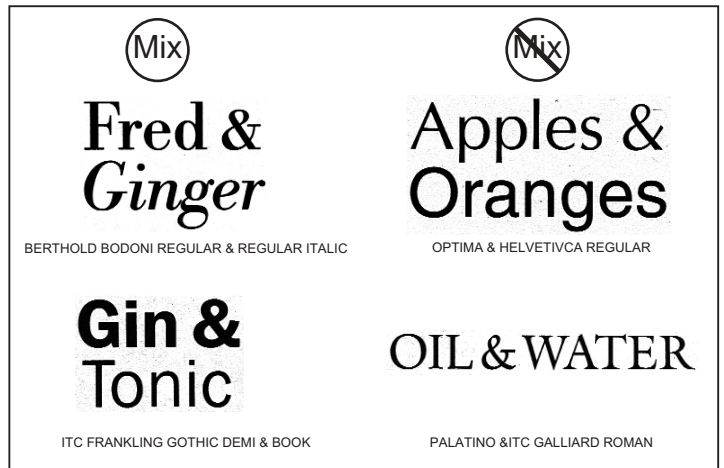 Mix
Fred &
Ginger
BERTHOLD BODONI REGULAR & REGULAR ITALIC
Gin &
Tonic
ITC FRANKLING GOTHIC DEMI & BOOK
Mix
Apples &
Oranges
OPTIMA & HELVETIVCA REGULAR
OIL & WATER
PALATINO &ITC GALLIARD ROMAN